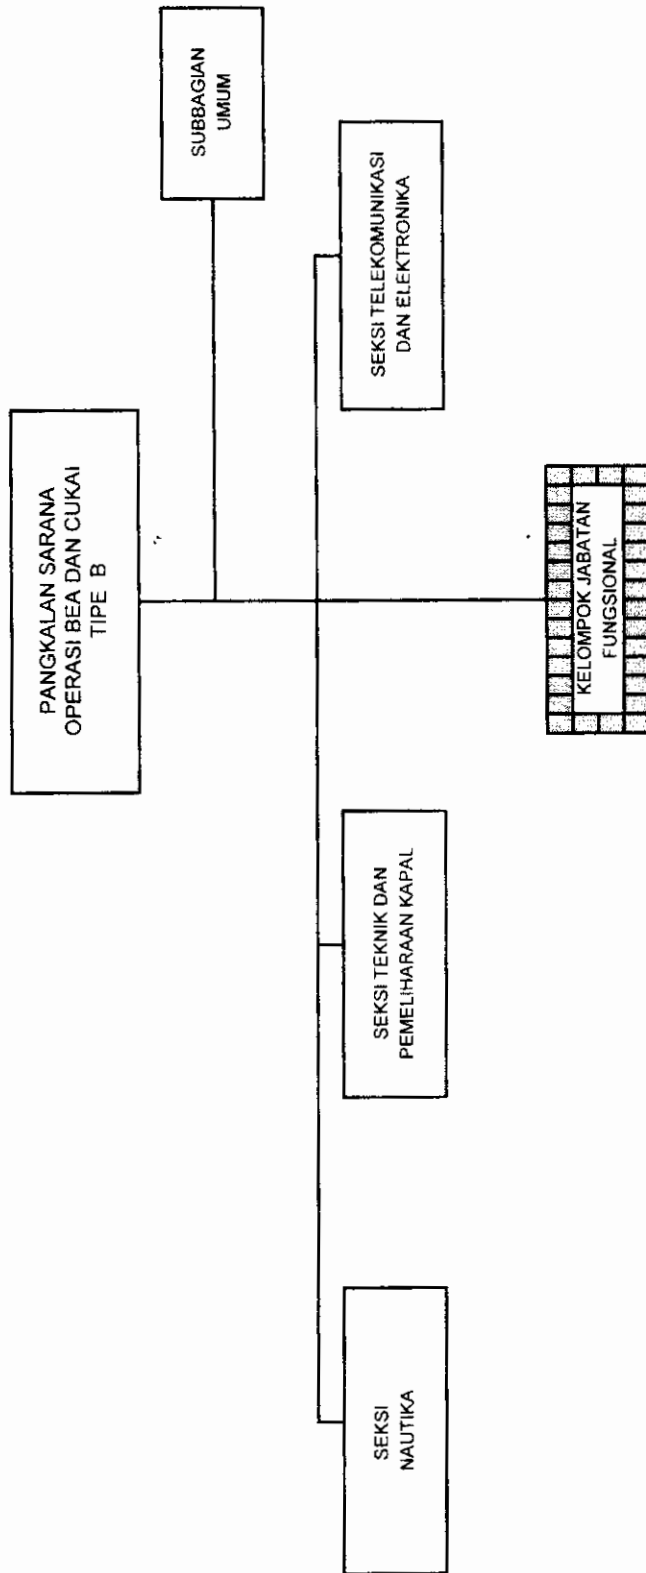 PANGKALAN SARANA
OPERASI BEA DAN CUKAI
TIPE B
SUBBAGIAN
UMUM
SEKSI
NAUTIKA
SEKSI TEKNIK DAN
PEMELIHARAAN KAPAL
SEKSI TELEKOMUNIKASI
DAN ELEKTRONIKA
KELOMPOK JABATAN
FUNGSIONAL